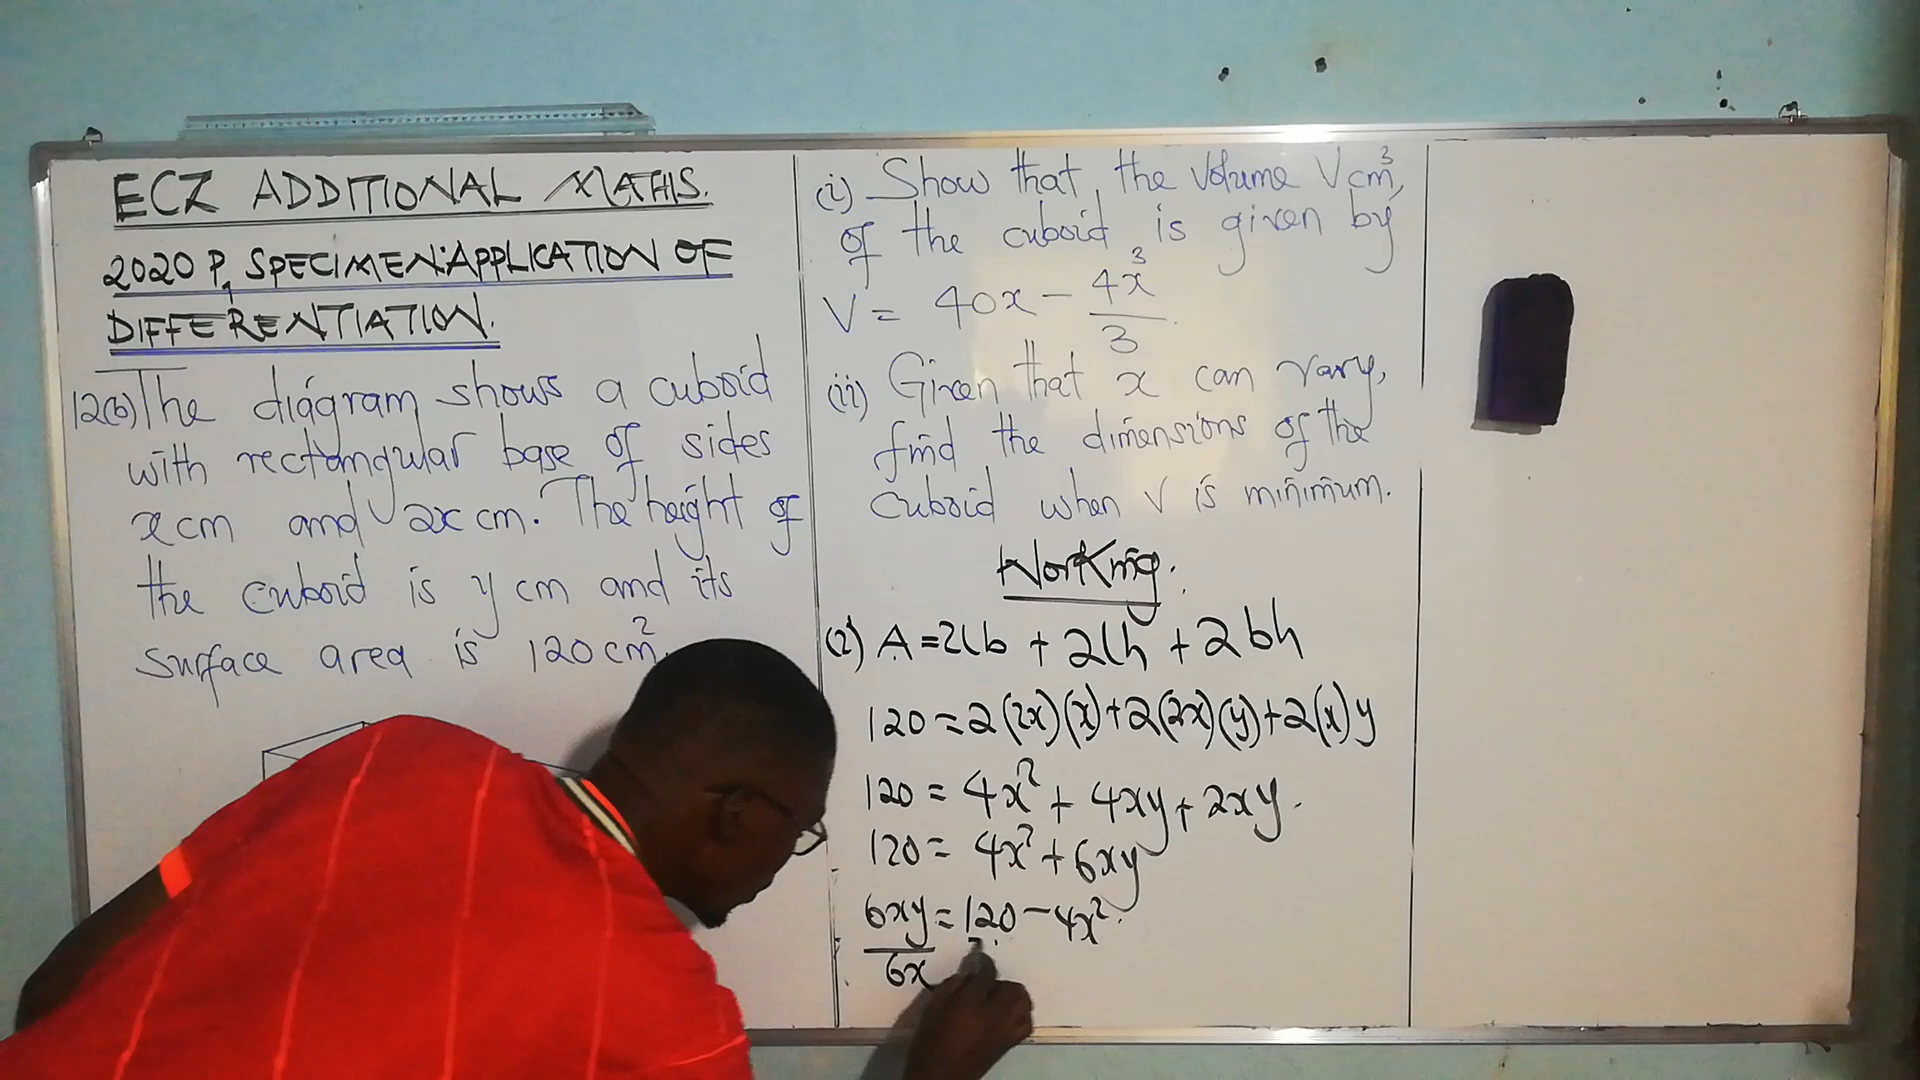 ECZ ADDITIONAL MATHS.
2020 P1 SPECIMEN: APPLICATION OF
DIFFERENTIATION.
12(b) The diagram shows a cuboid
with rectangular base of sides
x cm and 2x cm. The height of
the cuboid is y cm and its
surface area is 120 cm².
(i) Show that, the volume V cm³,
of the cuboid is given by
V = 40x - 4x³/3.
(ii) Given that x can vary,
find the dimensions of the
cuboid when V is minimum.
Working.
(i) A = 2lb + 2lh + 2bh
120 = 2(2x)(x) + 2(2x)(y) + 2(x)y
120 = 4x² + 4xy + 2xy.
120 = 4x² + 6xy
6xy = 120 - 4x².
6x